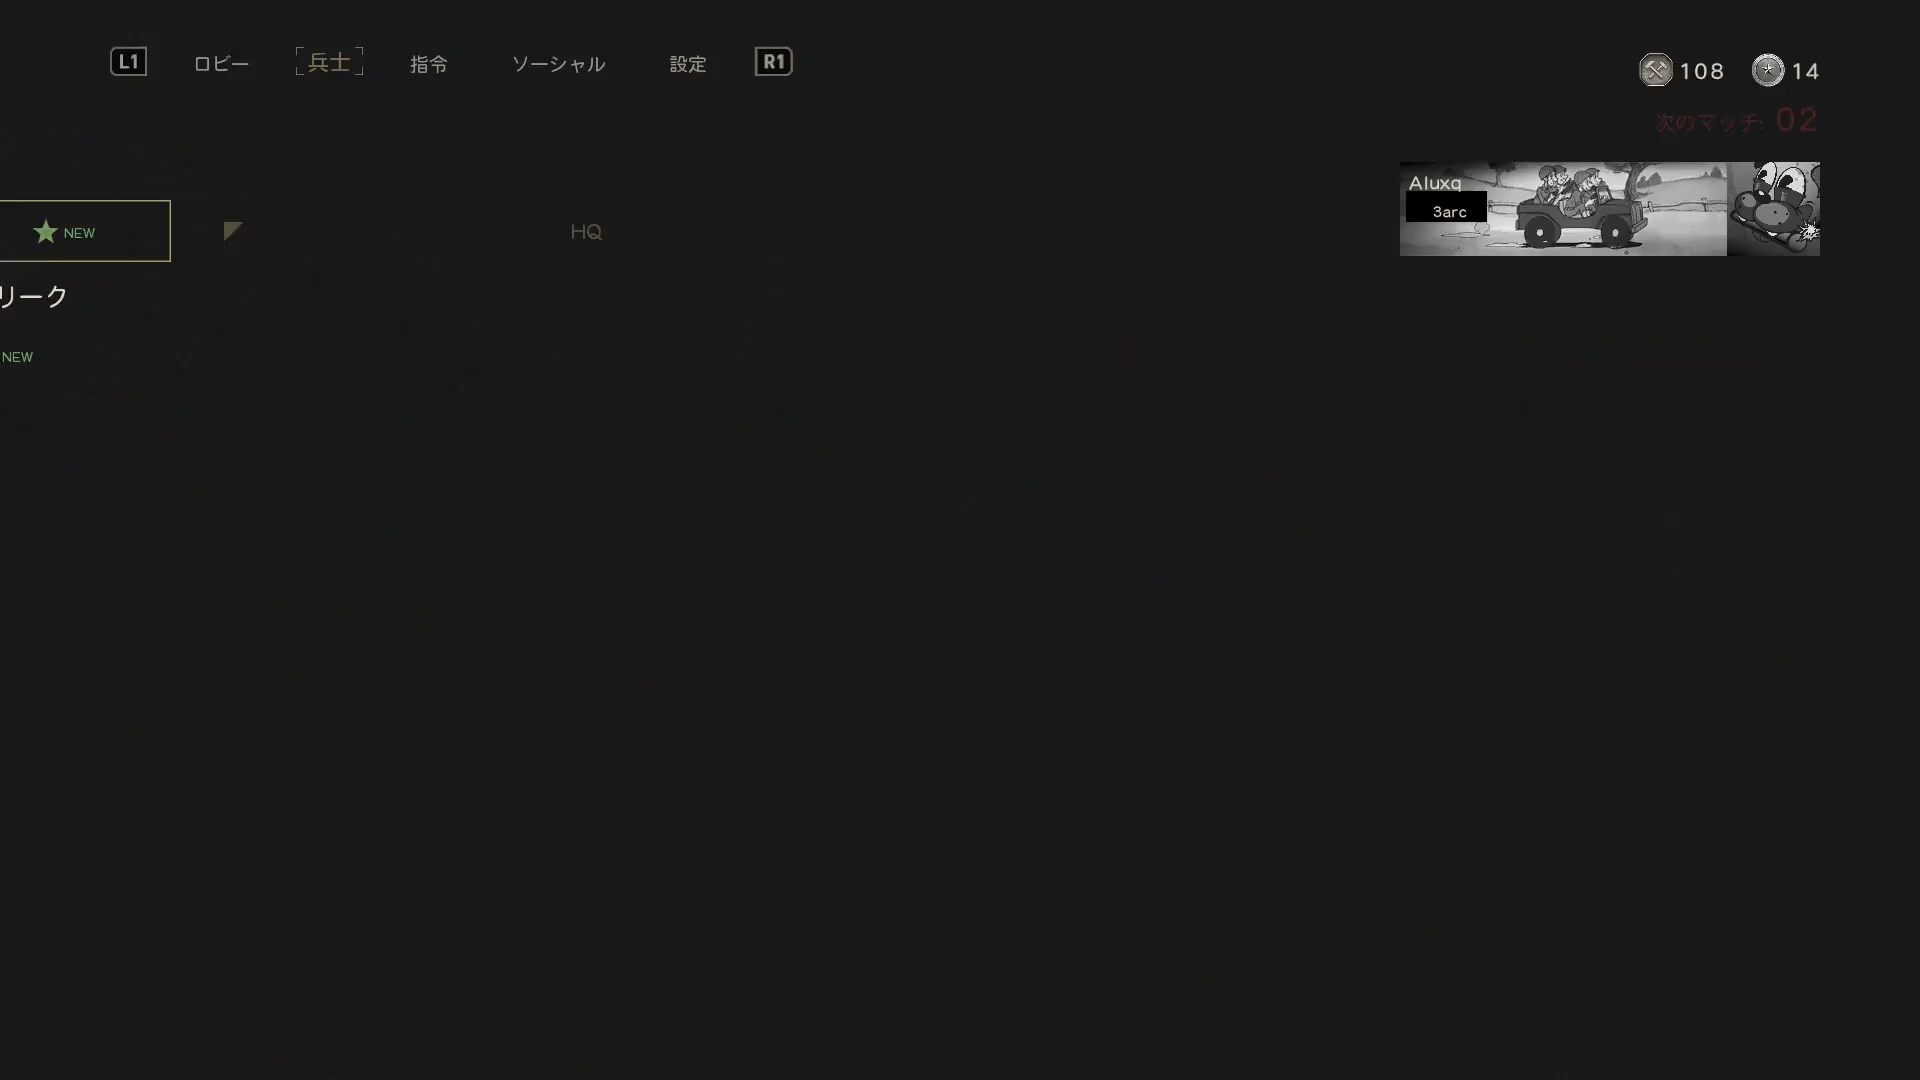 L1 ロビー 兵士 指令 ソーシャル 設定 R1
108 14
次のマッチ: 02
Aluxq
3arc
NEW
HQ
リーク
NEW